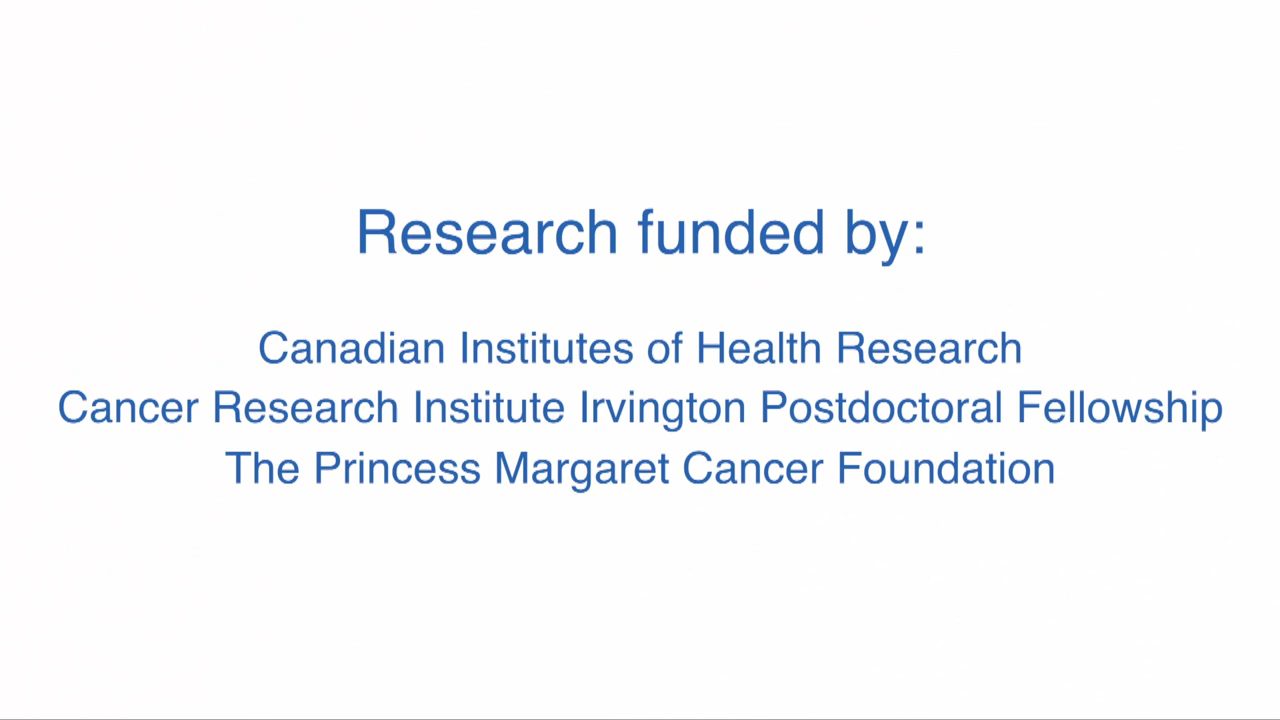 Research funded by:
Canadian Institutes of Health Research
Cancer Research Institute Irvington Postdoctoral Fellowship
The Princess Margaret Cancer Foundation